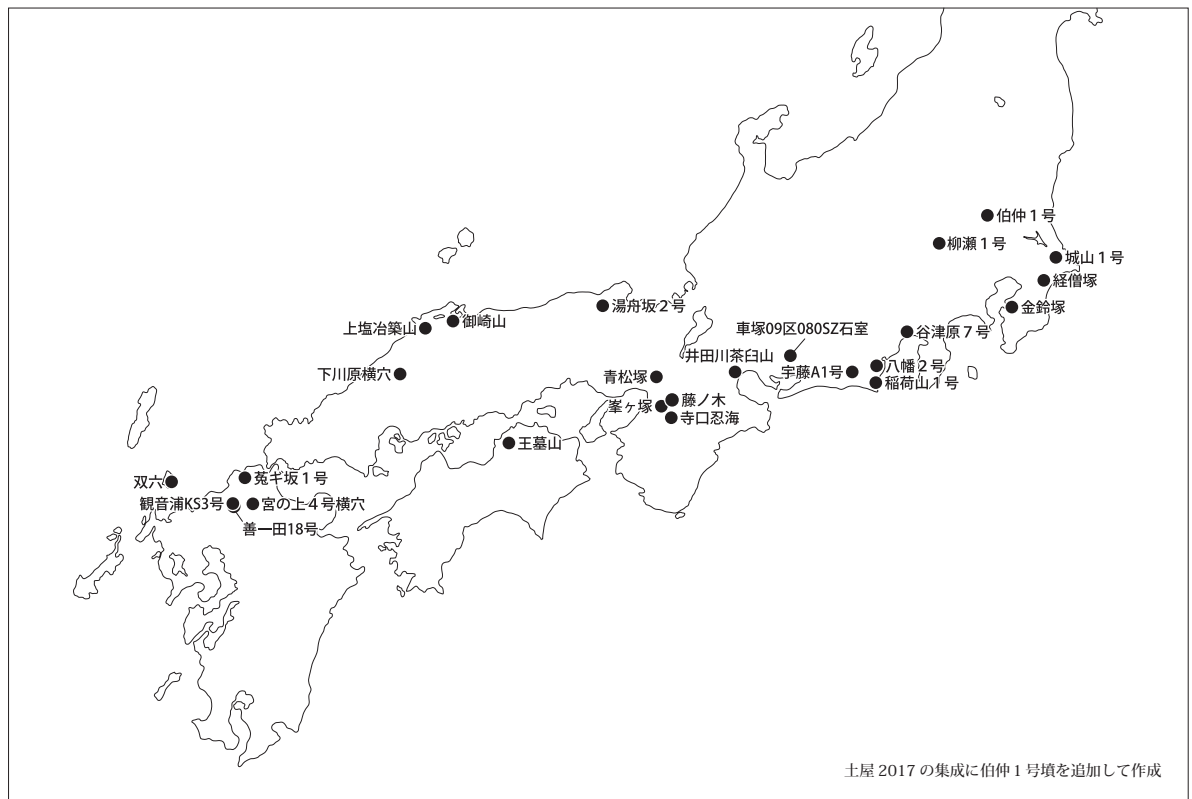 伯仲１号
柳瀬１号
城山１号
経僧塚
金鈴塚
湯舟坂２号
御崎山
上塩冶築山
車塚09区080SZ石室
谷津原７号
井田川茶臼山
八幡２号
宇藤A1号
稲荷山１号
下川原横穴
青松塚
藤ノ木
峯ヶ塚
寺口忍海
王墓山
菟ギ坂１号
双六
観音浦KS3号
宮の上４号横穴
善一田18号
土屋 2017 の集成に伯仲１号墳を追加して作成